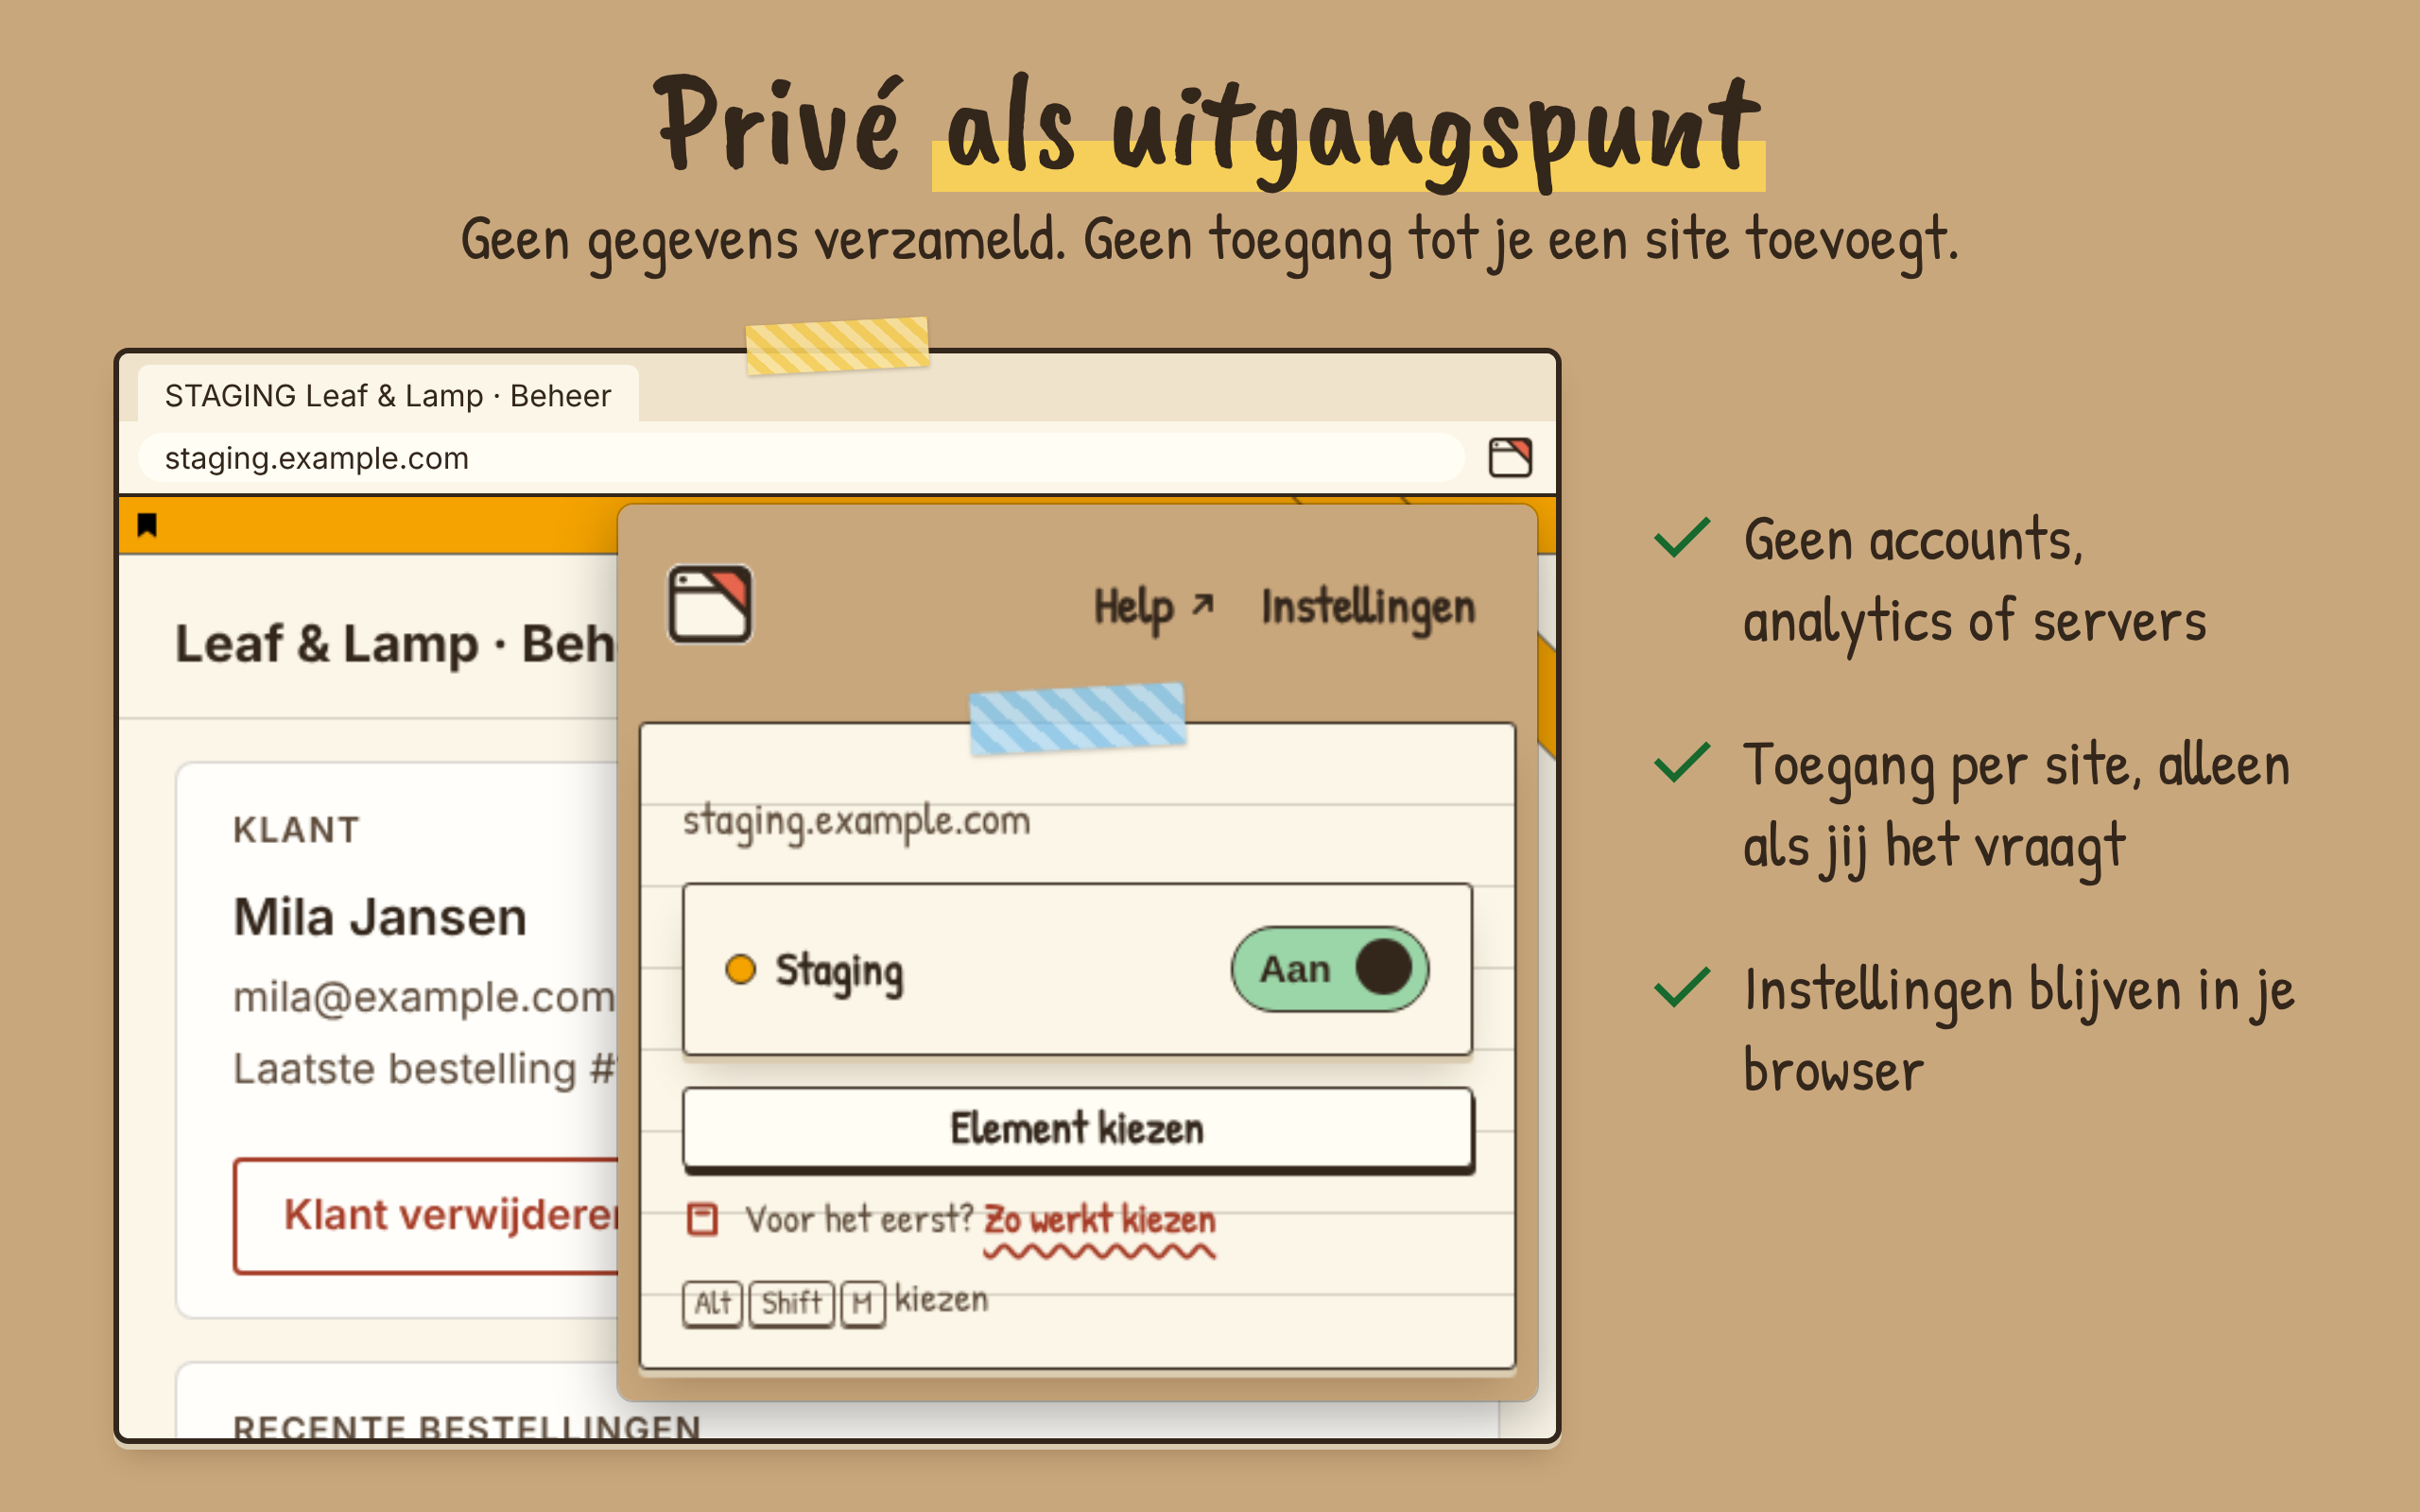 Privé als uitgangspunt
Geen gegevens verzameld. Geen toegang tot je een site toevoegt.
STAGING Leaf & Lamp · Beheer
staging.example.com
Leaf & Lamp · Beh
KLANT
Mila Jansen
mila@example.com
Laatste bestelling #
Klant verwijderen
RECENTE BESTELLINGEN
Help ↗ Instellingen
staging.example.com
Staging Aan
Element kiezen
Voor het eerst? Zo werkt kiezen
Alt Shift M kiezen
Geen accounts,
analytics of servers
Toegang per site, alleen
als jij het vraagt
Instellingen blijven in je
browser